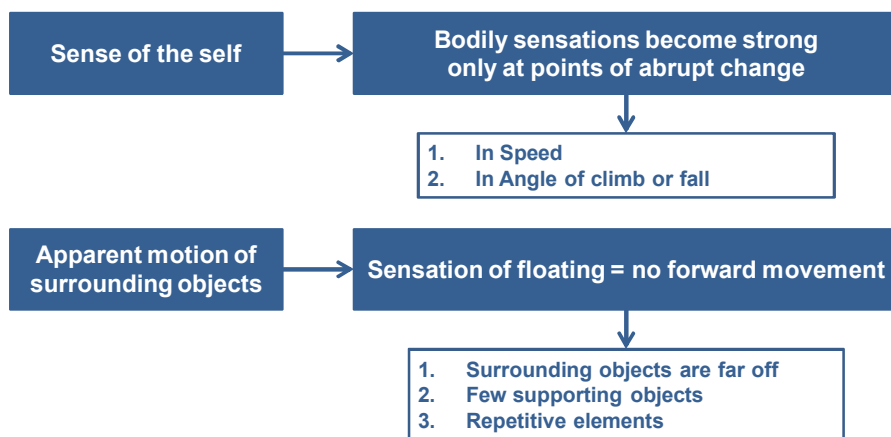 Sense of the self
Bodily sensations become strong
only at points of abrupt change
1. In Speed
2. In Angle of climb or fall
Apparent motion of
surrounding objects
Sensation of floating = no forward movement
1. Surrounding objects are far off
2. Few supporting objects
3. Repetitive elements